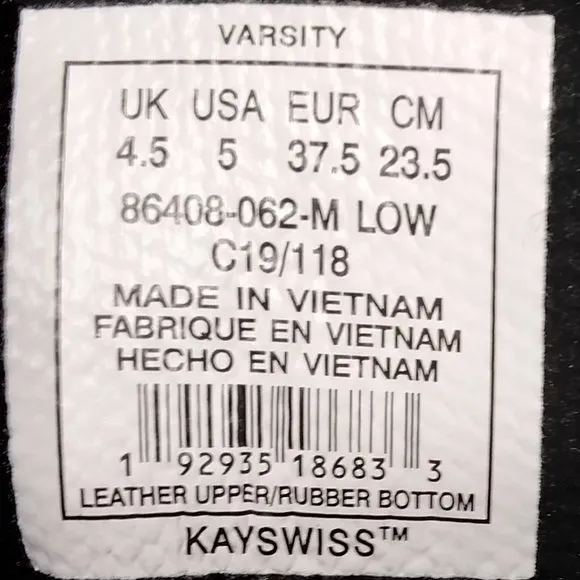 VARSITY
UK USA EUR CM
4.5 5 37.5 23.5
86408-062-M LOW
C19/118
MADE IN VIETNAM
FABRIQUE EN VIETNAM
HECHO EN VIETNAM
1 92935 18683 3
LEATHER UPPER/RUBBER BOTTOM
KAYSWISS™